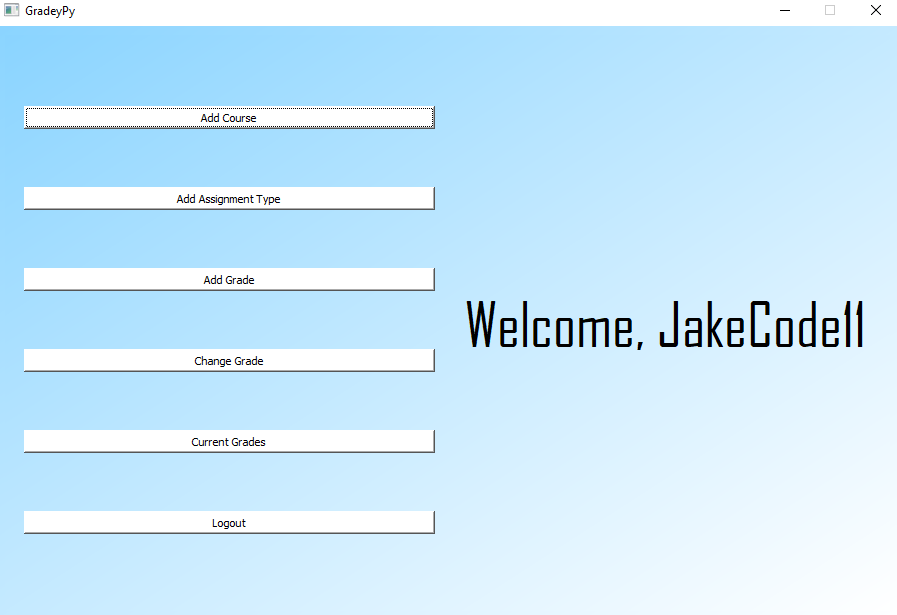 GradeyPy
Add Course
Add Assignment Type
Add Grade
Change Grade
Current Grades
Logout
Welcome, JakeCode11